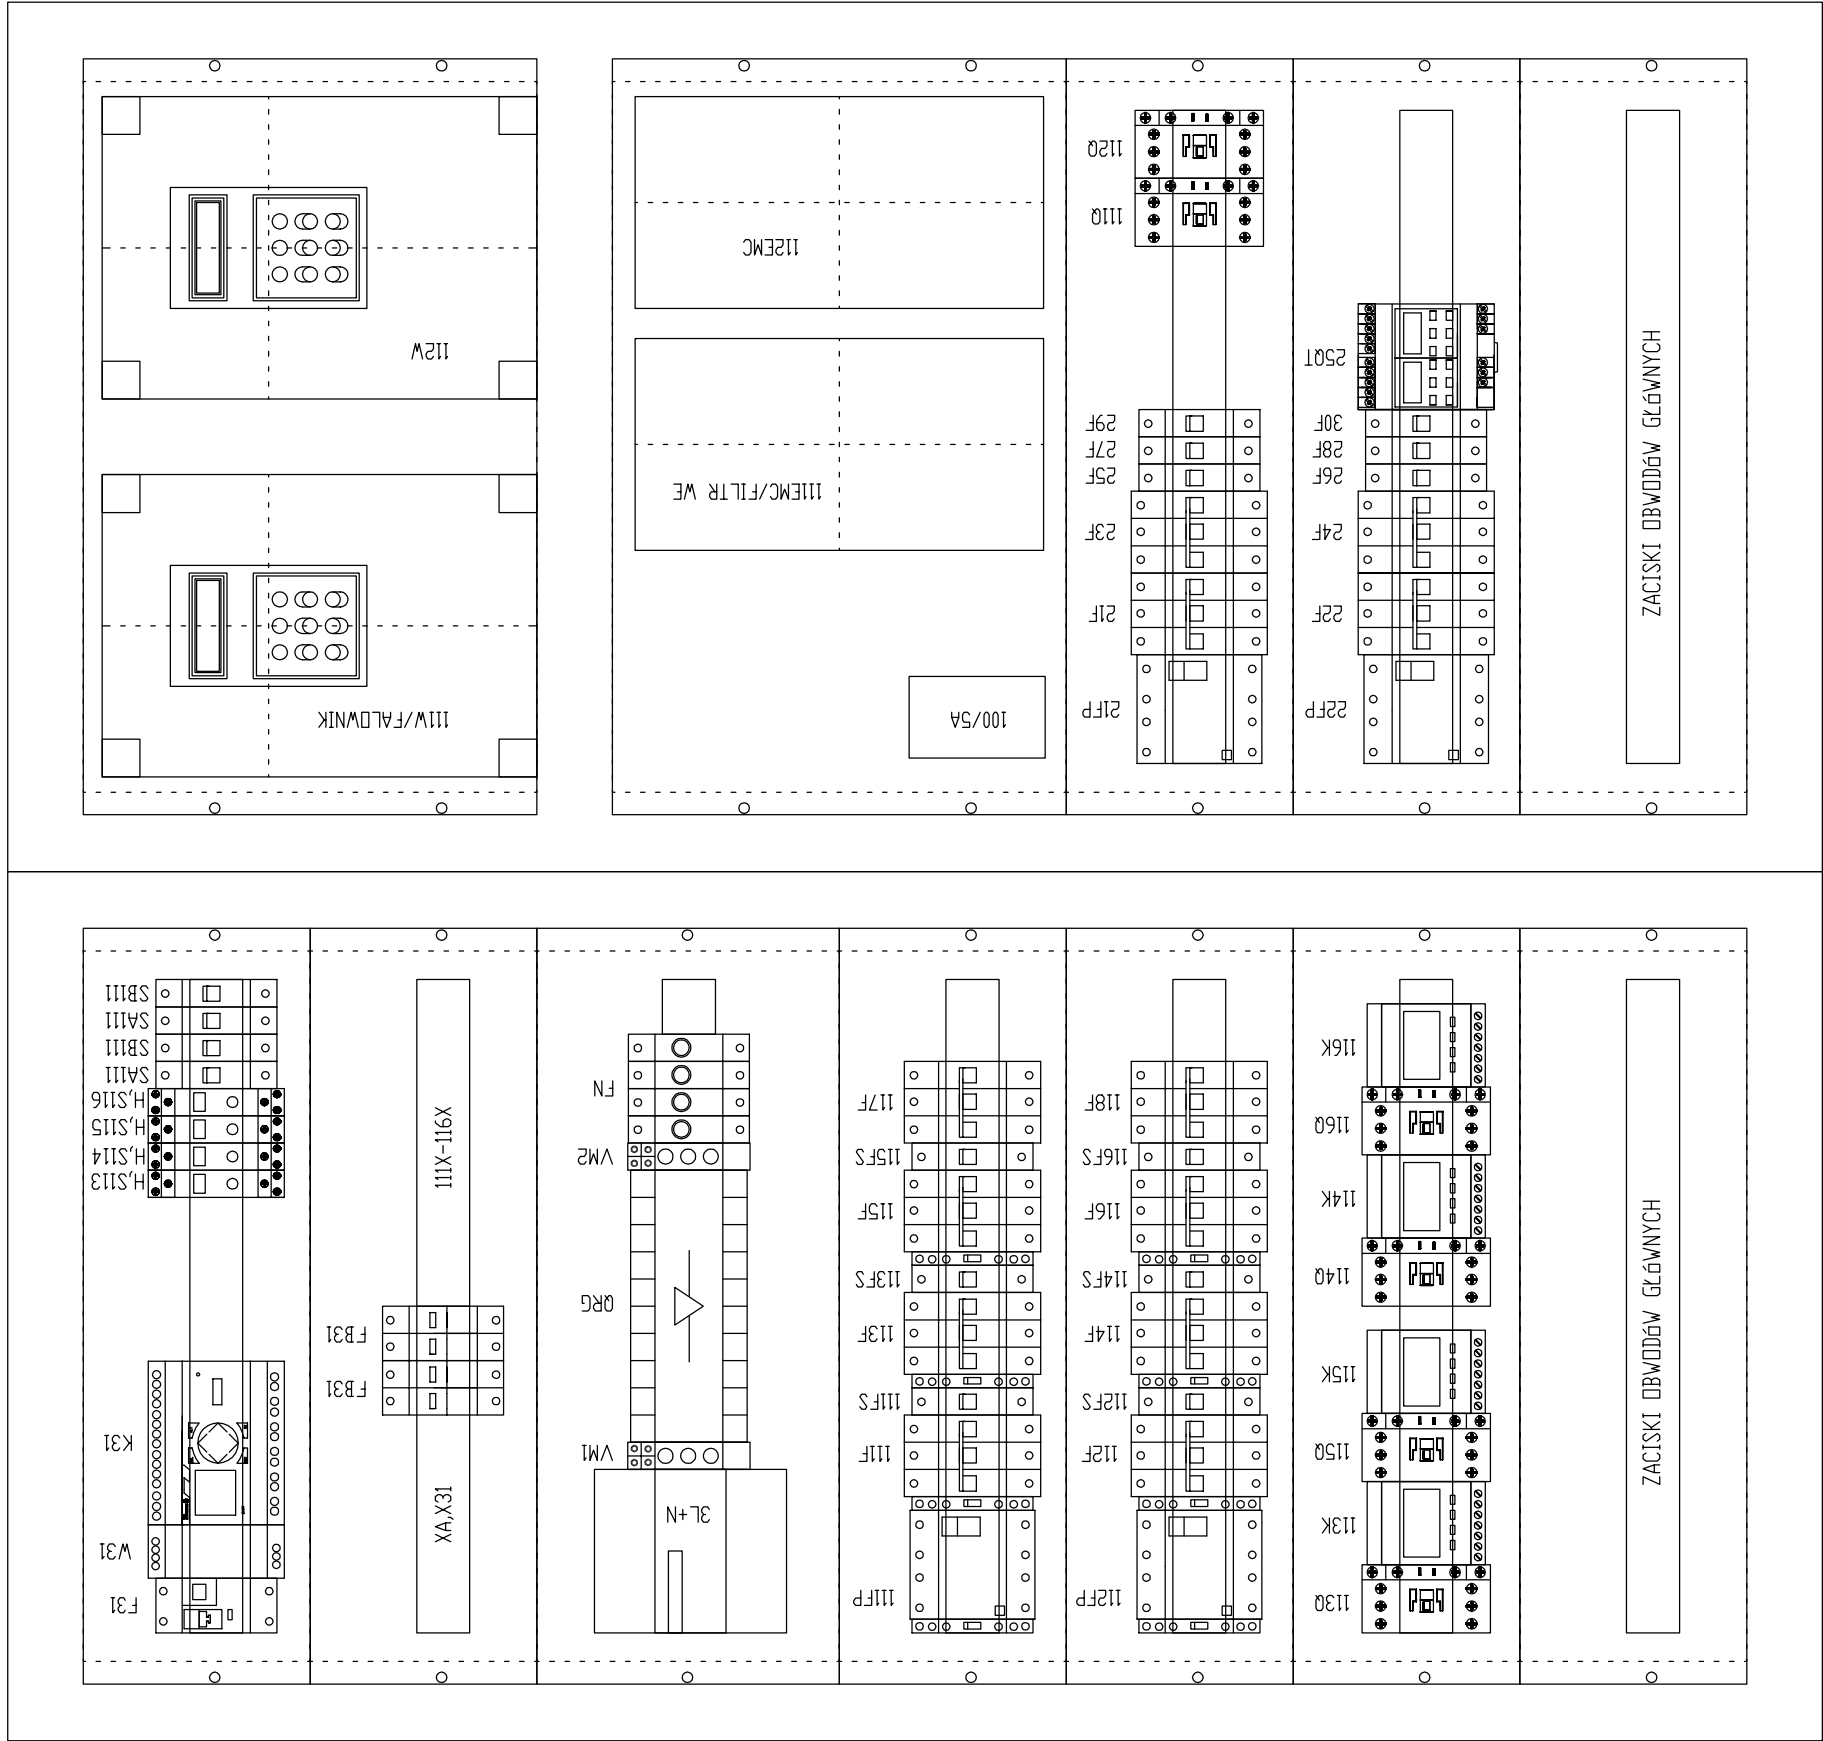 112W
111W/FALOWNIK
112EMC
111EMC/FILTR WE
100/5A
112Q
111Q
29F
27F
25F
23F
21F
21FP
25QT
30F
28F
26F
24F
22F
22FP
ZACISKI OBWODóW GŁóWNYCH
SB111
SA111
SB111
SA111
H,S116
H,S115
H,S114
H,S113
K31
W31
F31
111X-116X
FB31
FB31
XA,X31
FN
VM2
QRG
VM1
3L+N
117F
115FS
115F
113FS
113F
111FS
111F
111FP
118F
116FS
116F
114FS
114F
112FS
112F
112FP
116K
116Q
114K
114Q
115K
115Q
113K
113Q
ZACISKI OBWODóW GŁóWNYCH